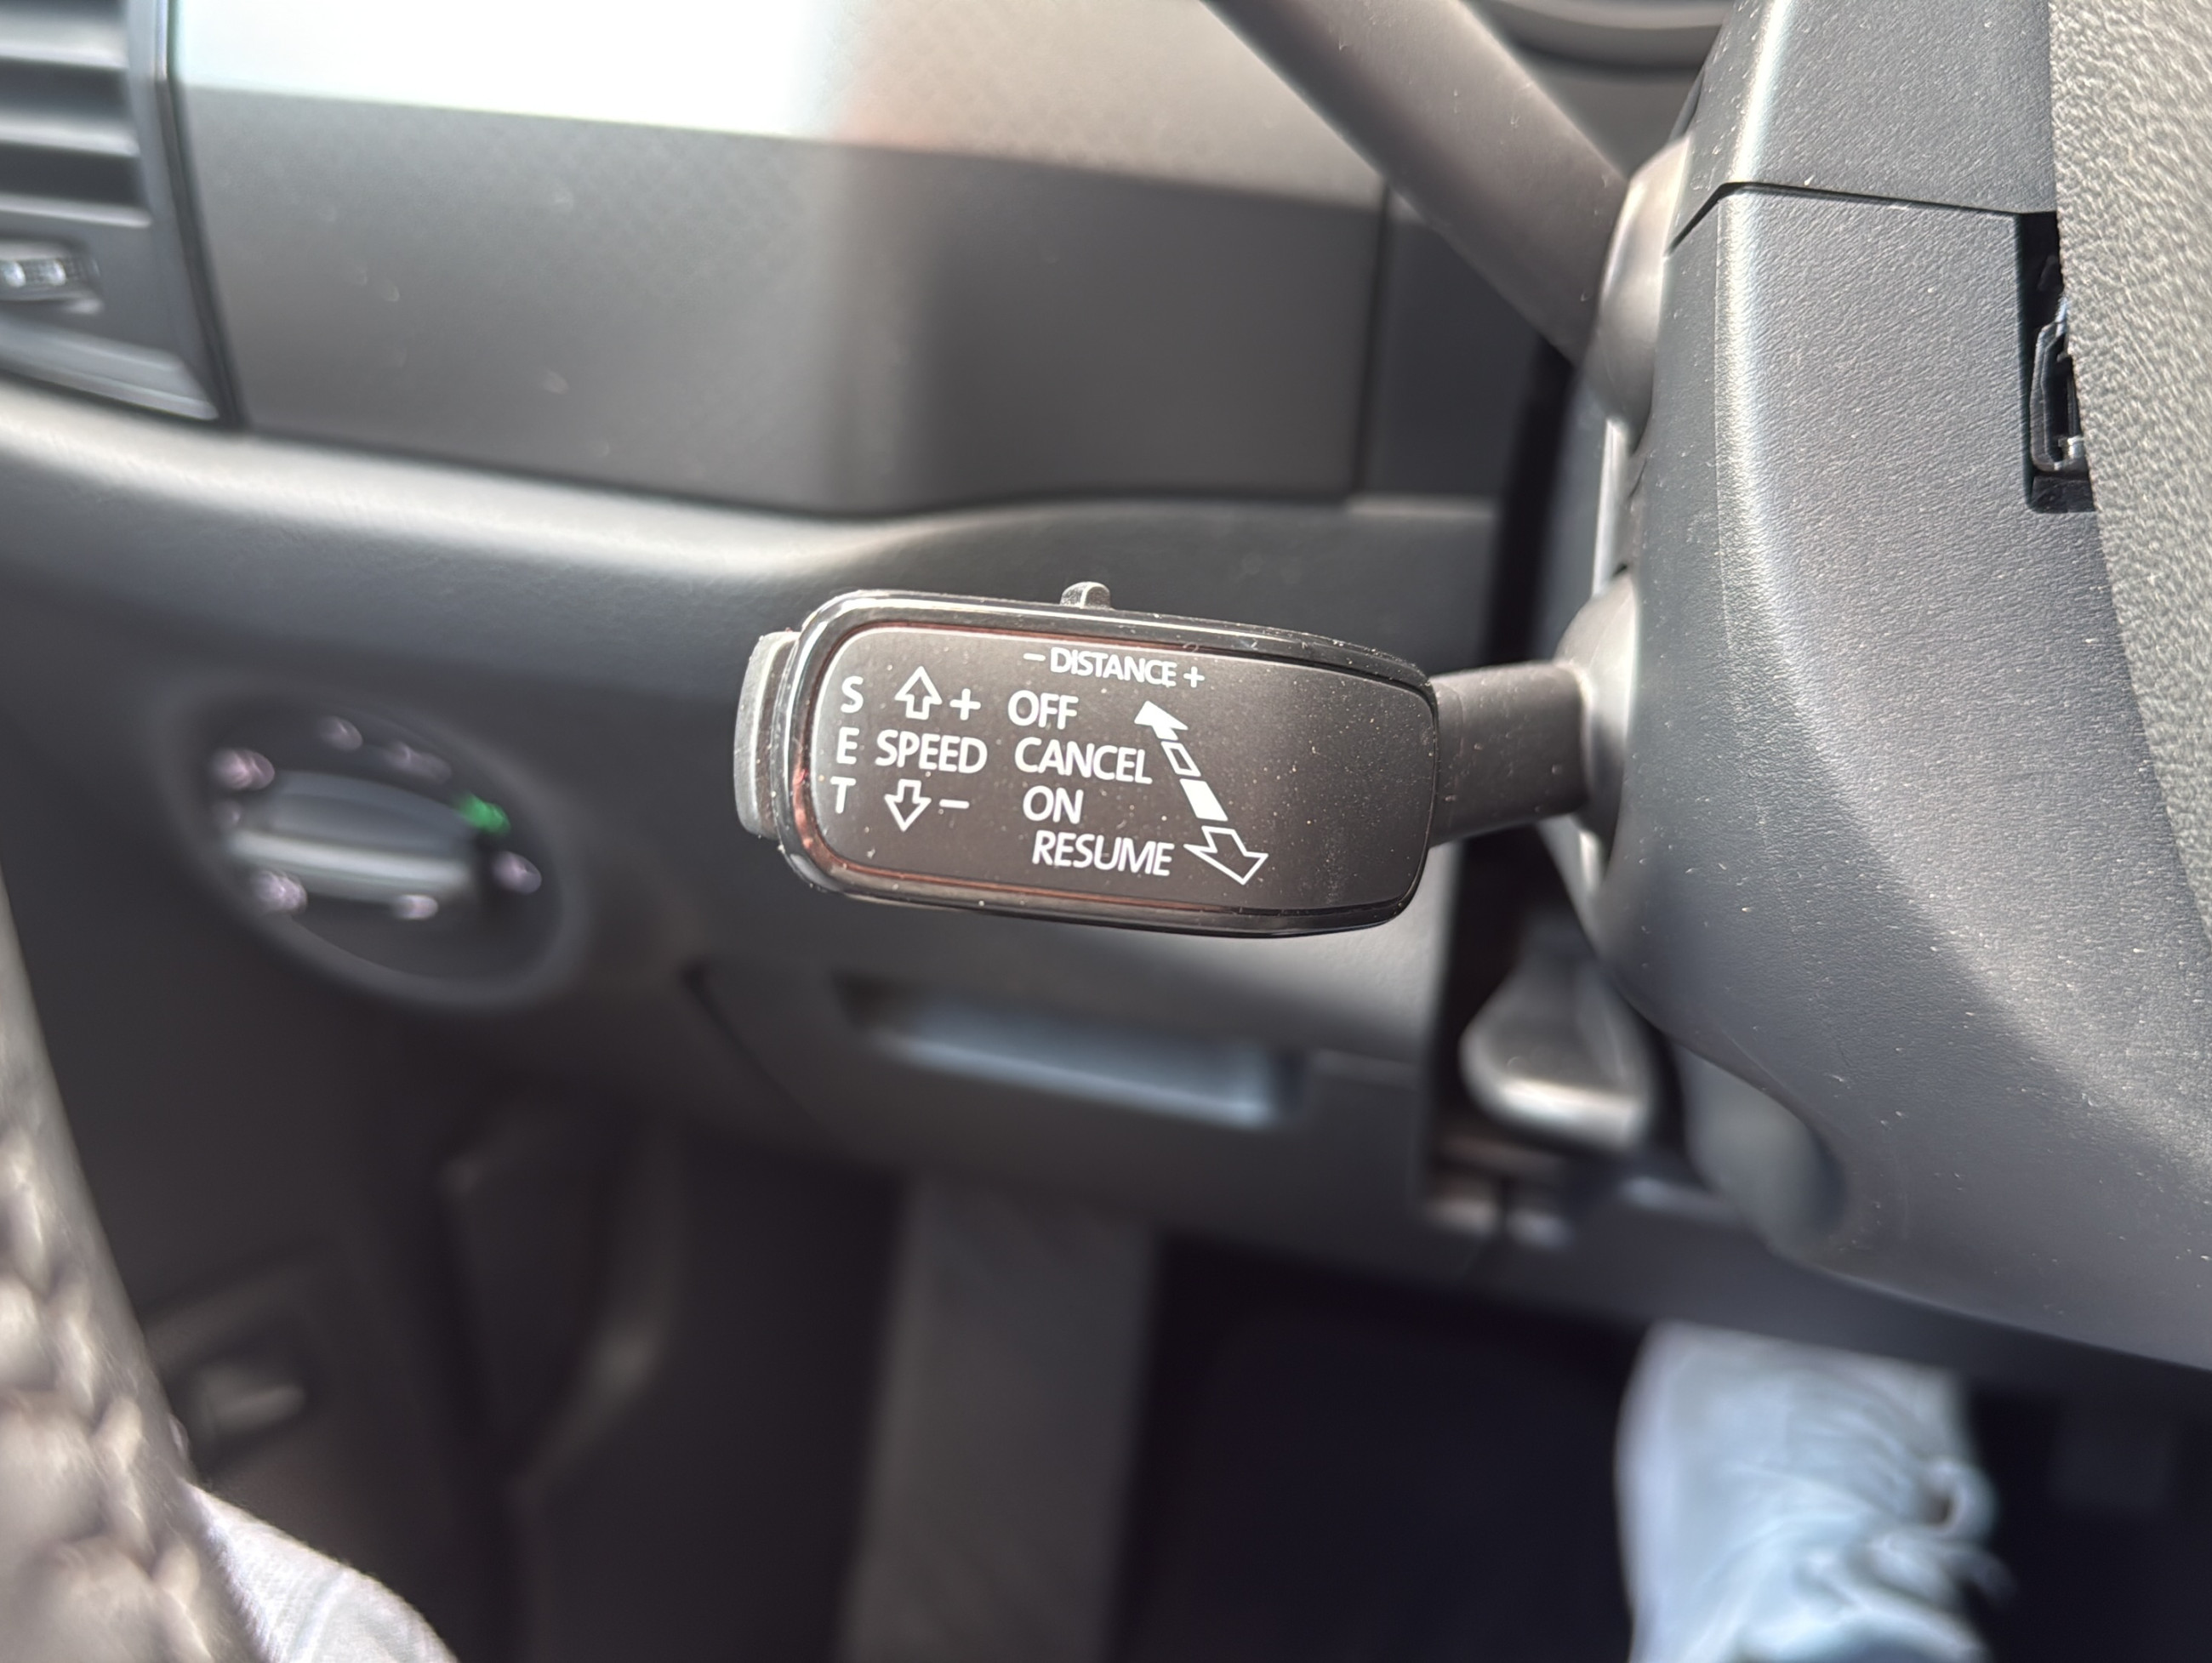 – DISTANCE +
S + OFF
E SPEED CANCEL
T – ON
RESUME